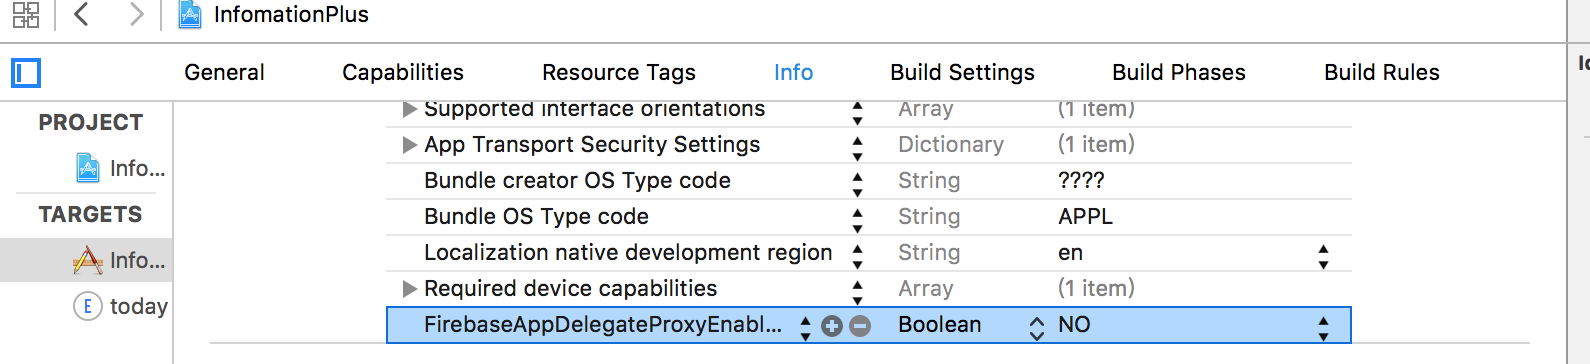 InfomationPlus
General Capabilities Resource Tags Info Build Settings Build Phases Build Rules
Id
PROJECT
Info...
TARGETS
Info...
E today
Supported interface orientations Array (1 item)
App Transport Security Settings Dictionary (1 item)
Bundle creator OS Type code String ????
Bundle OS Type code String APPL
Localization native development region String en
Required device capabilities Array (1 item)
FirebaseAppDelegateProxyEnabl... Boolean NO